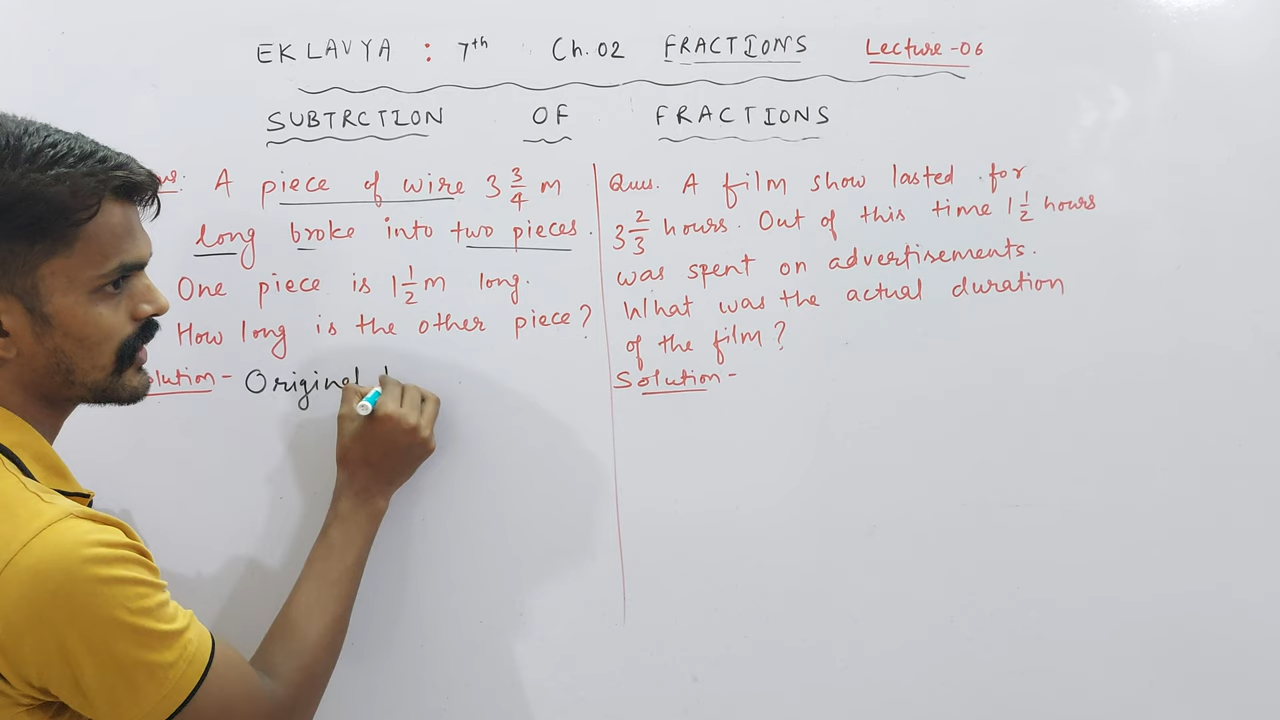 EKLAVYA : 7th Ch.02 FRACTIONS Lecture-06
SUBTRCTION OF FRACTIONS
A piece of wire 3 3/4 m
long broke into two pieces.
One piece is 1 1/2 m long.
How long is the other piece?
olution - Original
Ques. A film show lasted for
3 2/3 hours. Out of this time 1 1/2 hours
was spent on advertisements.
What was the actual duration
of the film?
Solution -